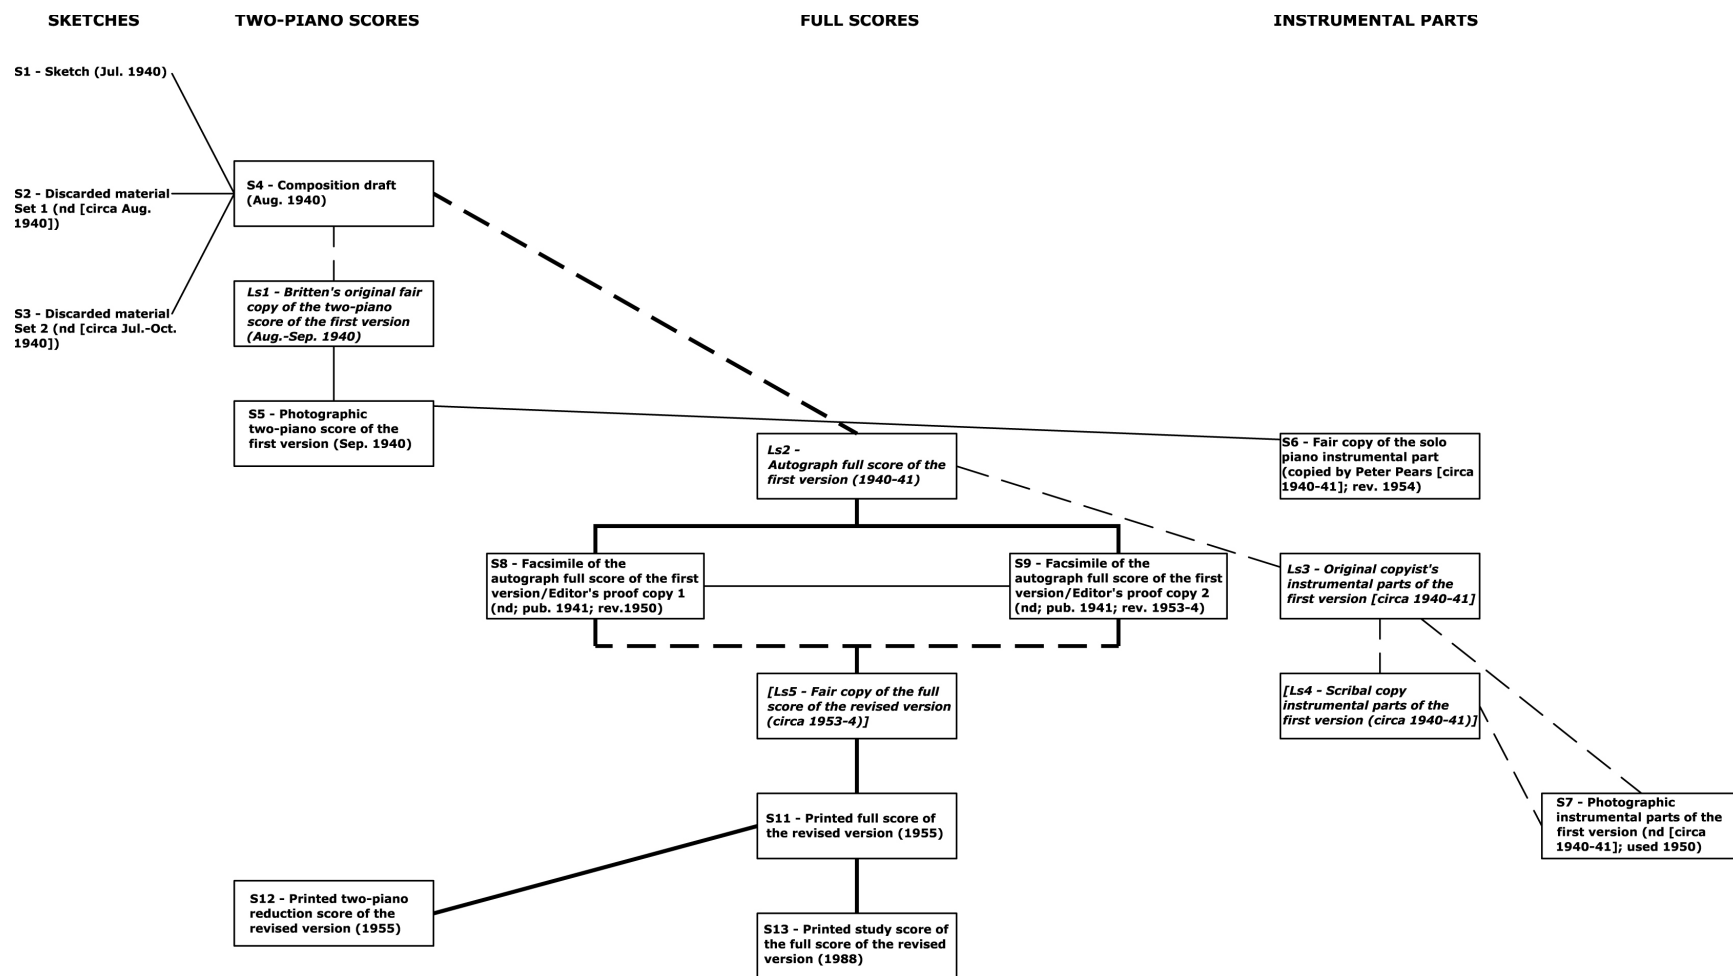 SKETCHES
TWO-PIANO SCORES
FULL SCORES
INSTRUMENTAL PARTS
S1 - Sketch (Jul. 1940)
S2 - Discarded material
Set 1 (nd [circa Aug.
1940])
S3 - Discarded material
Set 2 (nd [circa Jul.-Oct.
1940])
S4 - Composition draft
(Aug. 1940)
Ls1 - Britten's original fair
copy of the two-piano
score of the first version
(Aug.-Sep. 1940)
S5 - Photographic
two-piano score of the
first version (Sep. 1940)
Ls2 -
Autograph full score of the
first version (1940-41)
S6 - Fair copy of the solo
piano instrumental part
(copied by Peter Pears [circa
1940-41]; rev. 1954)
S8 - Facsimile of the
autograph full score of the first
version/Editor's proof copy 1
(nd; pub. 1941; rev.1950)
S9 - Facsimile of the
autograph full score of the first
version/Editor's proof copy 2
(nd; pub. 1941; rev. 1953-4)
Ls3 - Original copyist's
instrumental parts of the
first version [circa 1940-41]
[Ls5 - Fair copy of the full
score of the revised version
(circa 1953-4)]
[Ls4 - Scribal copy
instrumental parts of the
first version (circa 1940-41)]
S11 - Printed full score of
the revised version (1955)
S7 - Photographic
instrumental parts of the
first version (nd [circa
1940-41]; used 1950)
S12 - Printed two-piano
reduction score of the
revised version (1955)
S13 - Printed study score of
the full score of the revised
version (1988)